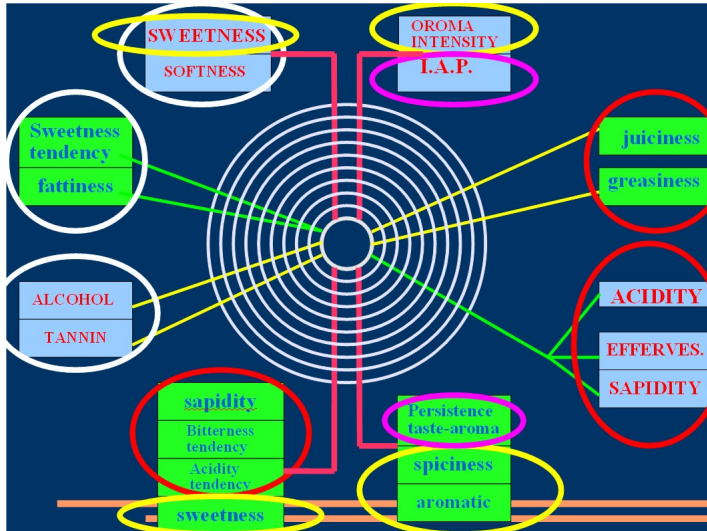 SWEETNESS
SOFTNESS
OROMA
INTENSITY
I.A.P.
Sweetness
tendency
fattiness
juiciness
greasiness
ALCOHOL
TANNIN
ACIDITY
EFFERVES.
SAPIDITY
sapidity
Bitterness
tendency
Acidity
tendency
sweetness
Persistence
taste-aroma
spiciness
aromatic